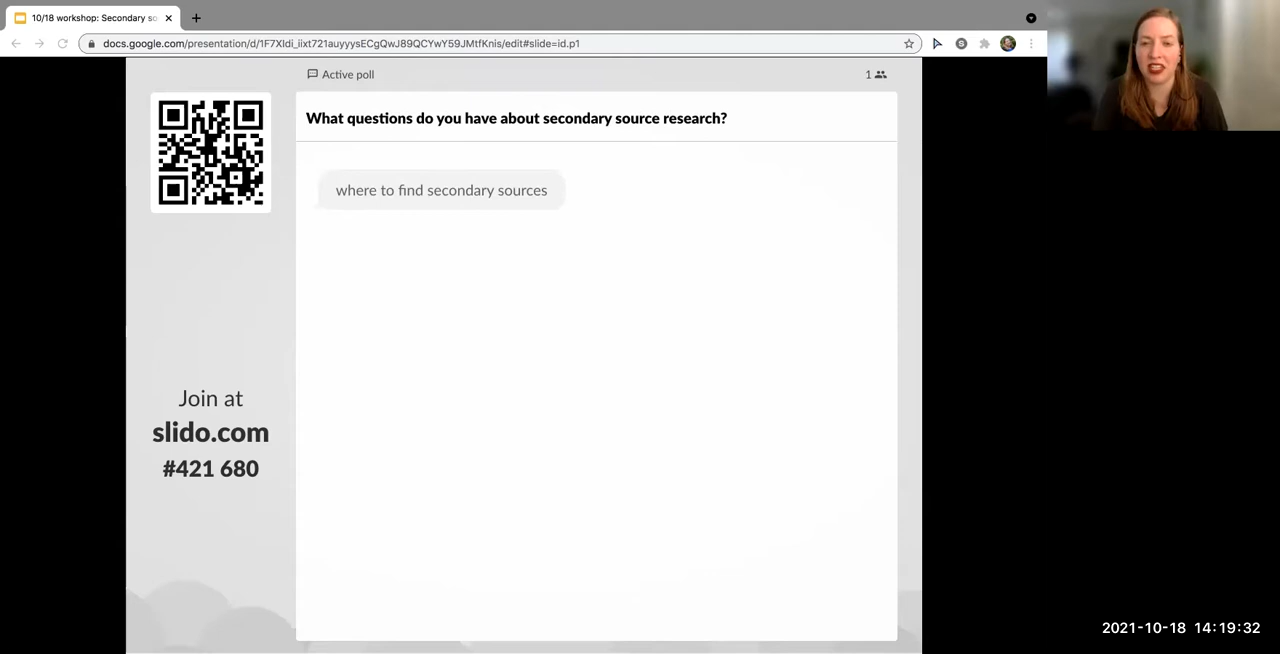 10/18 workshop: Secondary so
docs.google.com/presentation/d/1F7XIdi_iixt721auyyysECgQwJ89QCYwY59JMtfKnis/edit#slide=id.p1
S
Active poll
1
What questions do you have about secondary source research?
where to find secondary sources
Join at
slido.com
#421 680
2021-10-18 14:19:32